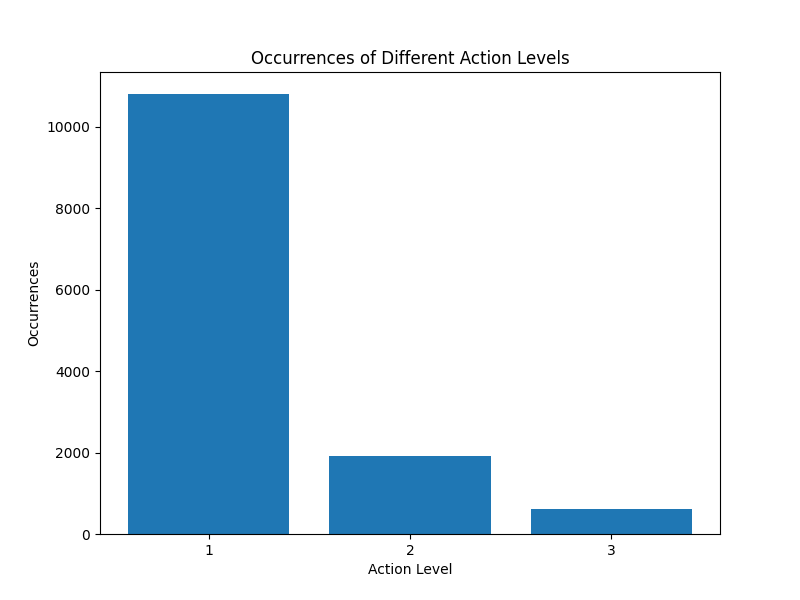 Occurrences of Different Action Levels
10000
8000
6000
4000
2000
0
Occurrences
1 2 3
Action Level